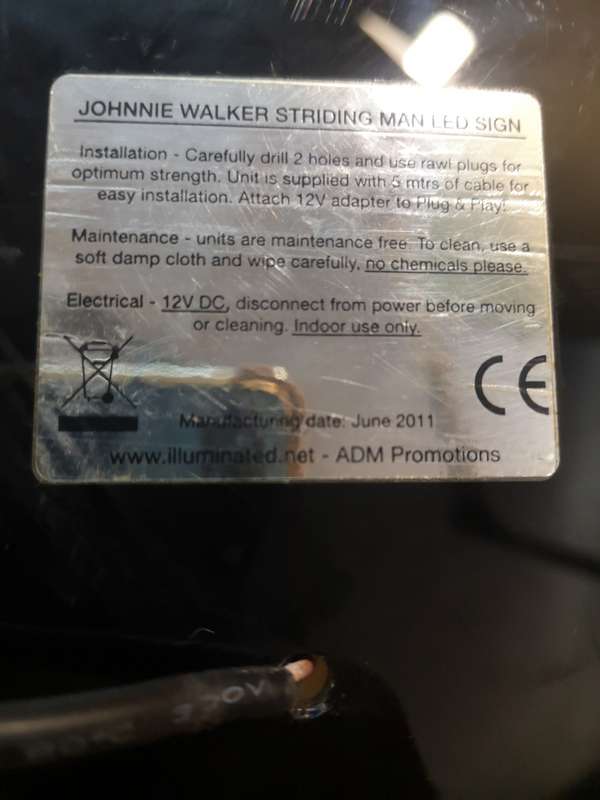 JOHNNIE WALKER STRIDING MAN LED SIGN
Installation - Carefully drill 2 holes and use rawl plugs for
optimum strength. Unit is supplied with 5 mtrs of cable for
easy installation. Attach 12V adapter to Plug & Play!
Maintenance - units are maintenance free. To clean, use a
soft damp cloth and wipe carefully, no chemicals please.
Electrical - 12V DC, disconnect from power before moving
or cleaning. Indoor use only.
CE
Manufacturing date: June 2011
www.illuminated.net - ADM Promotions